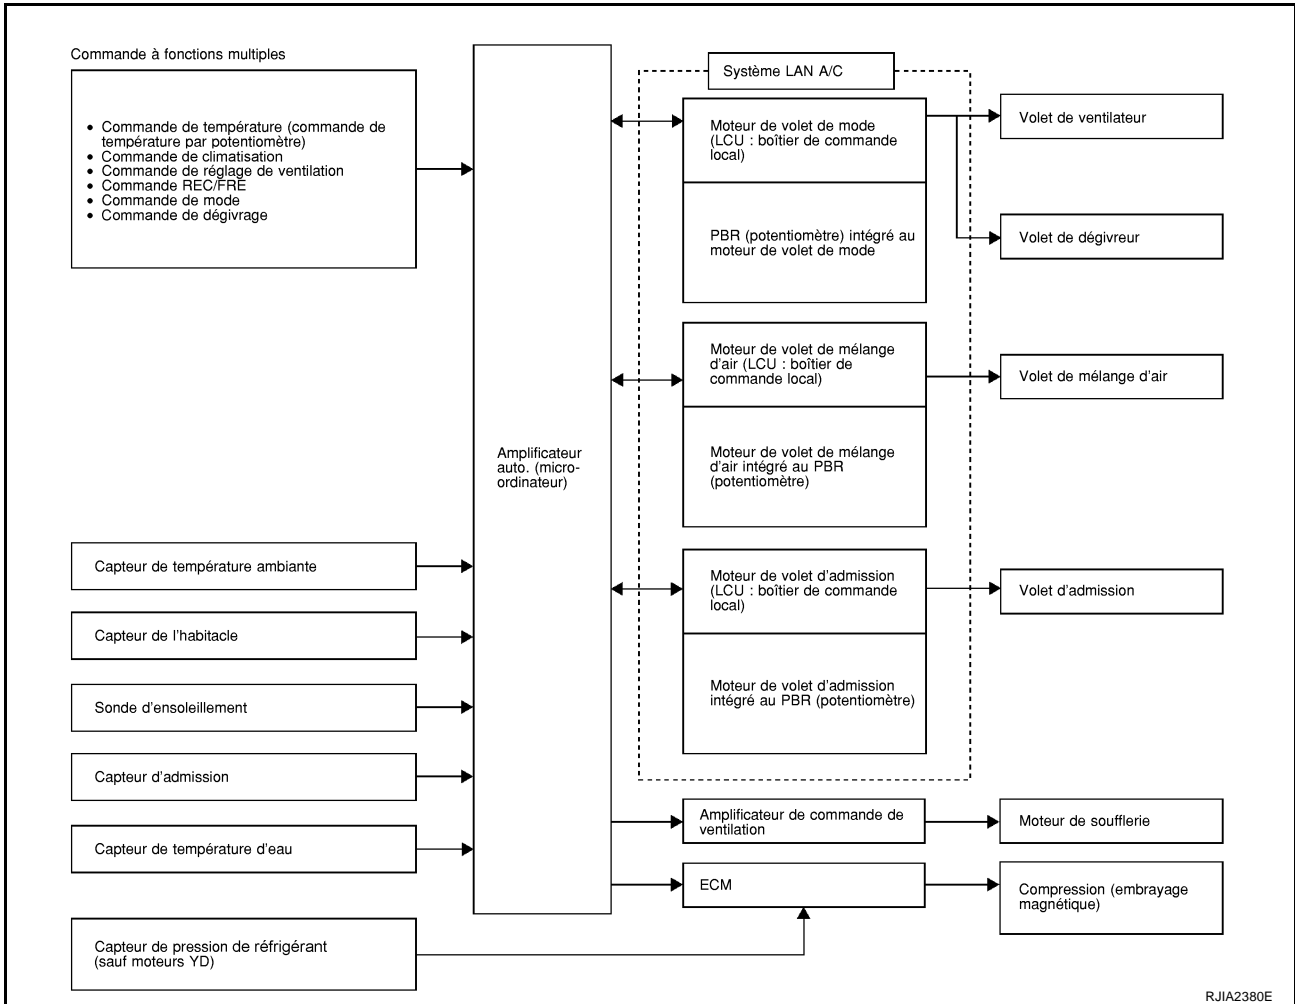 Commande à fonctions multiples
• Commande de température (commande de
température par potentiomètre)
• Commande de climatisation
• Commande de réglage de ventilation
• Commande REC/FRE
• Commande de mode
• Commande de dégivrage
Capteur de température ambiante
Capteur de l'habitacle
Sonde d'ensoleillement
Capteur d'admission
Capteur de température d'eau
Capteur de pression de réfrigérant
(sauf moteurs YD)
Amplificateur
auto. (micro-
ordinateur)
Système LAN A/C
Moteur de volet de mode
(LCU : boîtier de commande
local)
PBR (potentiomètre) intégré au
moteur de volet de mode
Moteur de volet de mélange
d'air (LCU : boîtier de
commande local)
Moteur de volet de mélange
d'air intégré au PBR
(potentiomètre)
Moteur de volet d'admission
(LCU : boîtier de commande
local)
Moteur de volet d'admission
intégré au PBR (potentiomètre)
Amplificateur de commande de
ventilation
ECM
Volet de ventilateur
Volet de dégivreur
Volet de mélange d'air
Volet d'admission
Moteur de soufflerie
Compression (embrayage
magnétique)
RJIA2380E